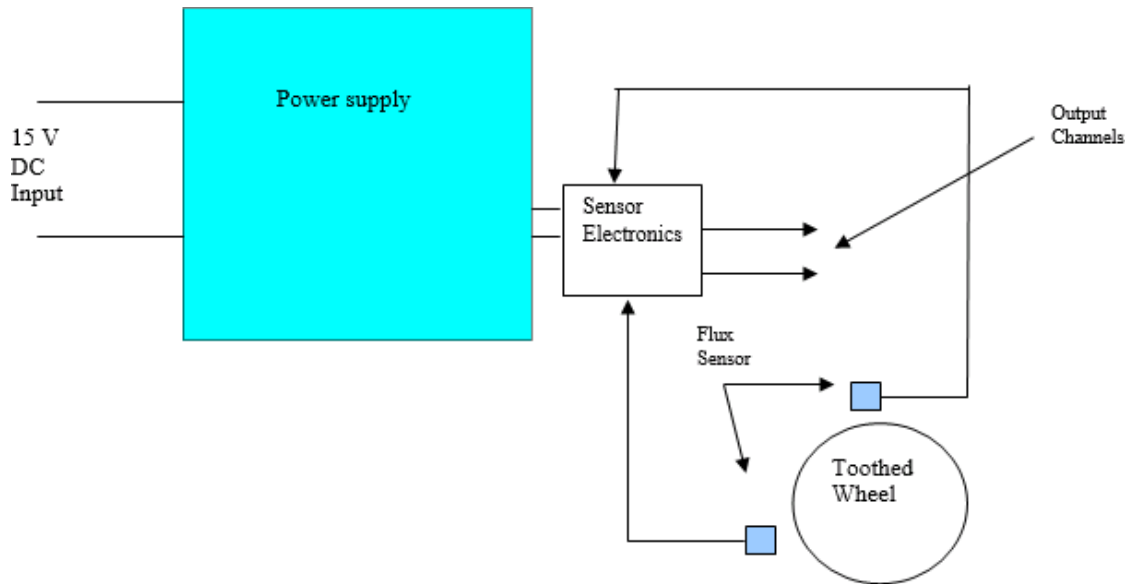 Power supply
15 V
DC
Input
Output
Channels
Sensor
Electronics
Flux
Sensor
Toothed
Wheel